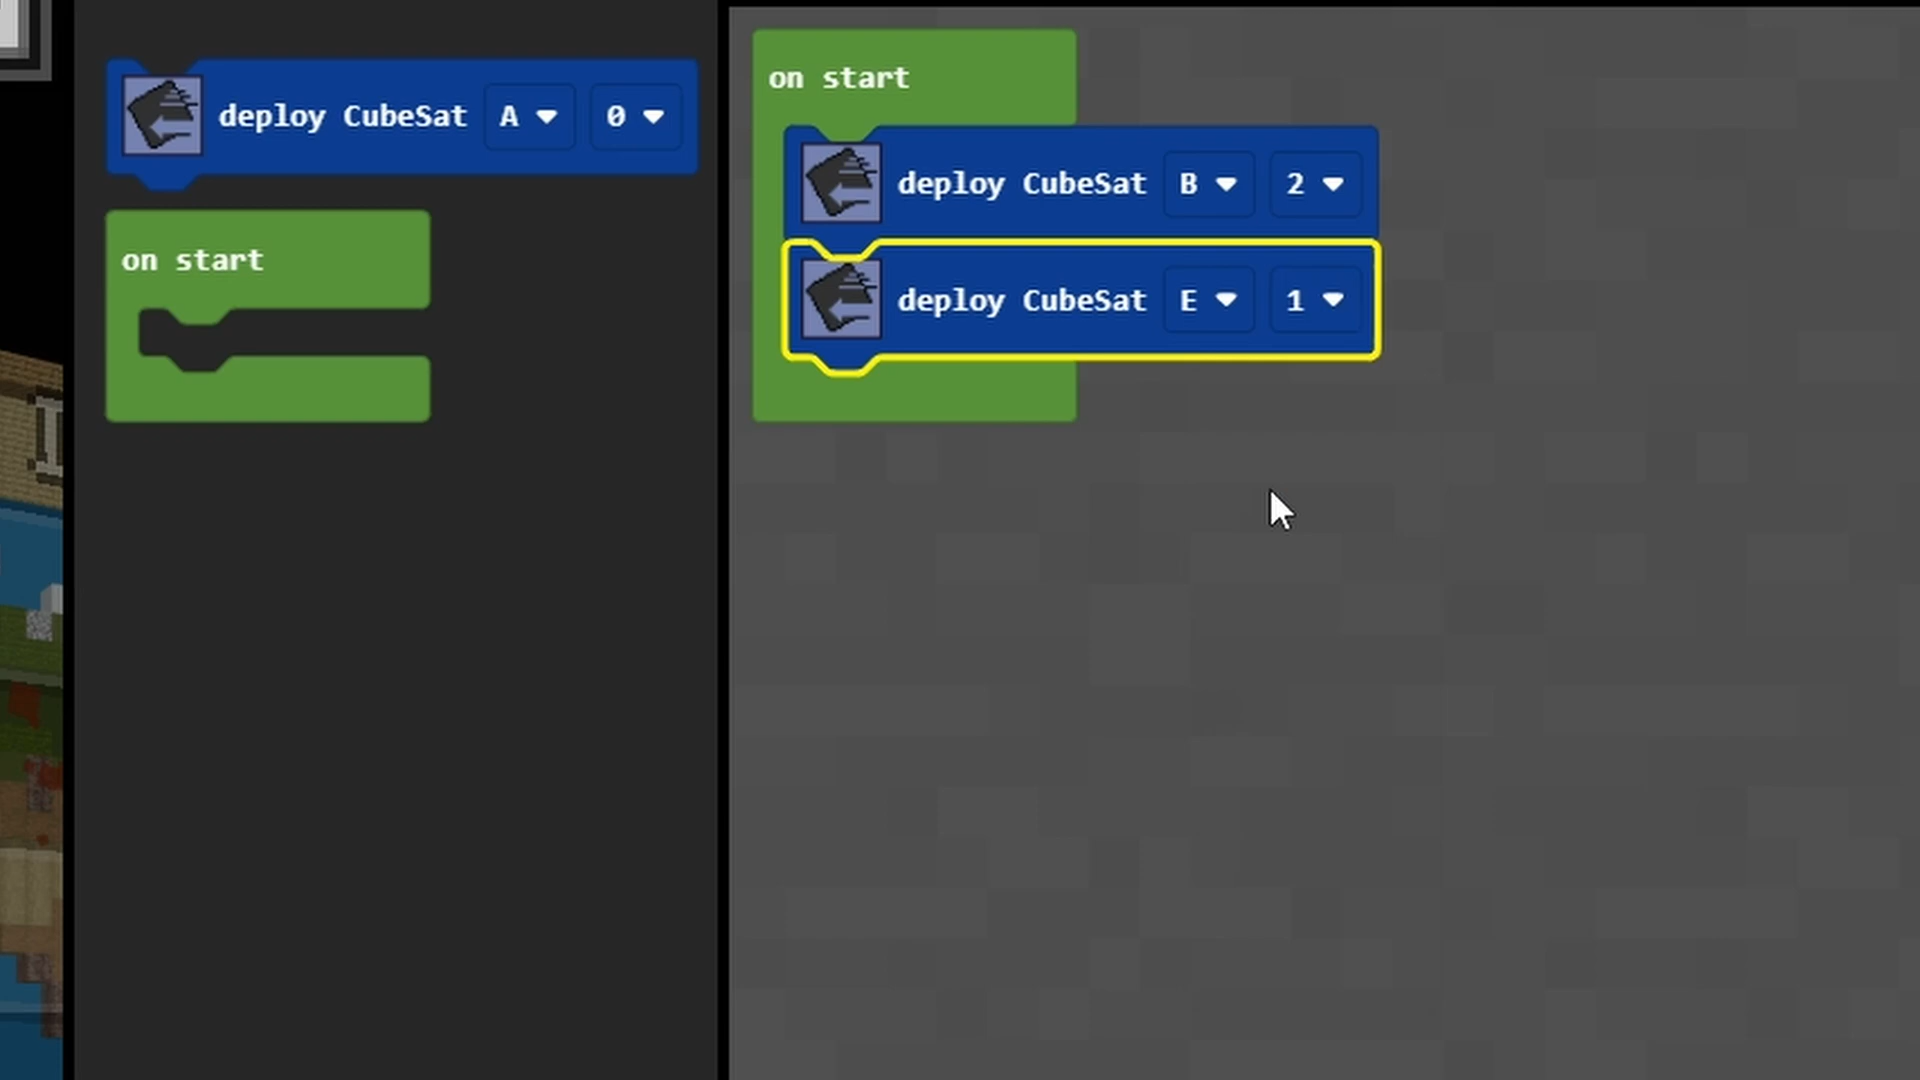 deploy CubeSat A 0
on start
on start
deploy CubeSat B 2
deploy CubeSat E 1